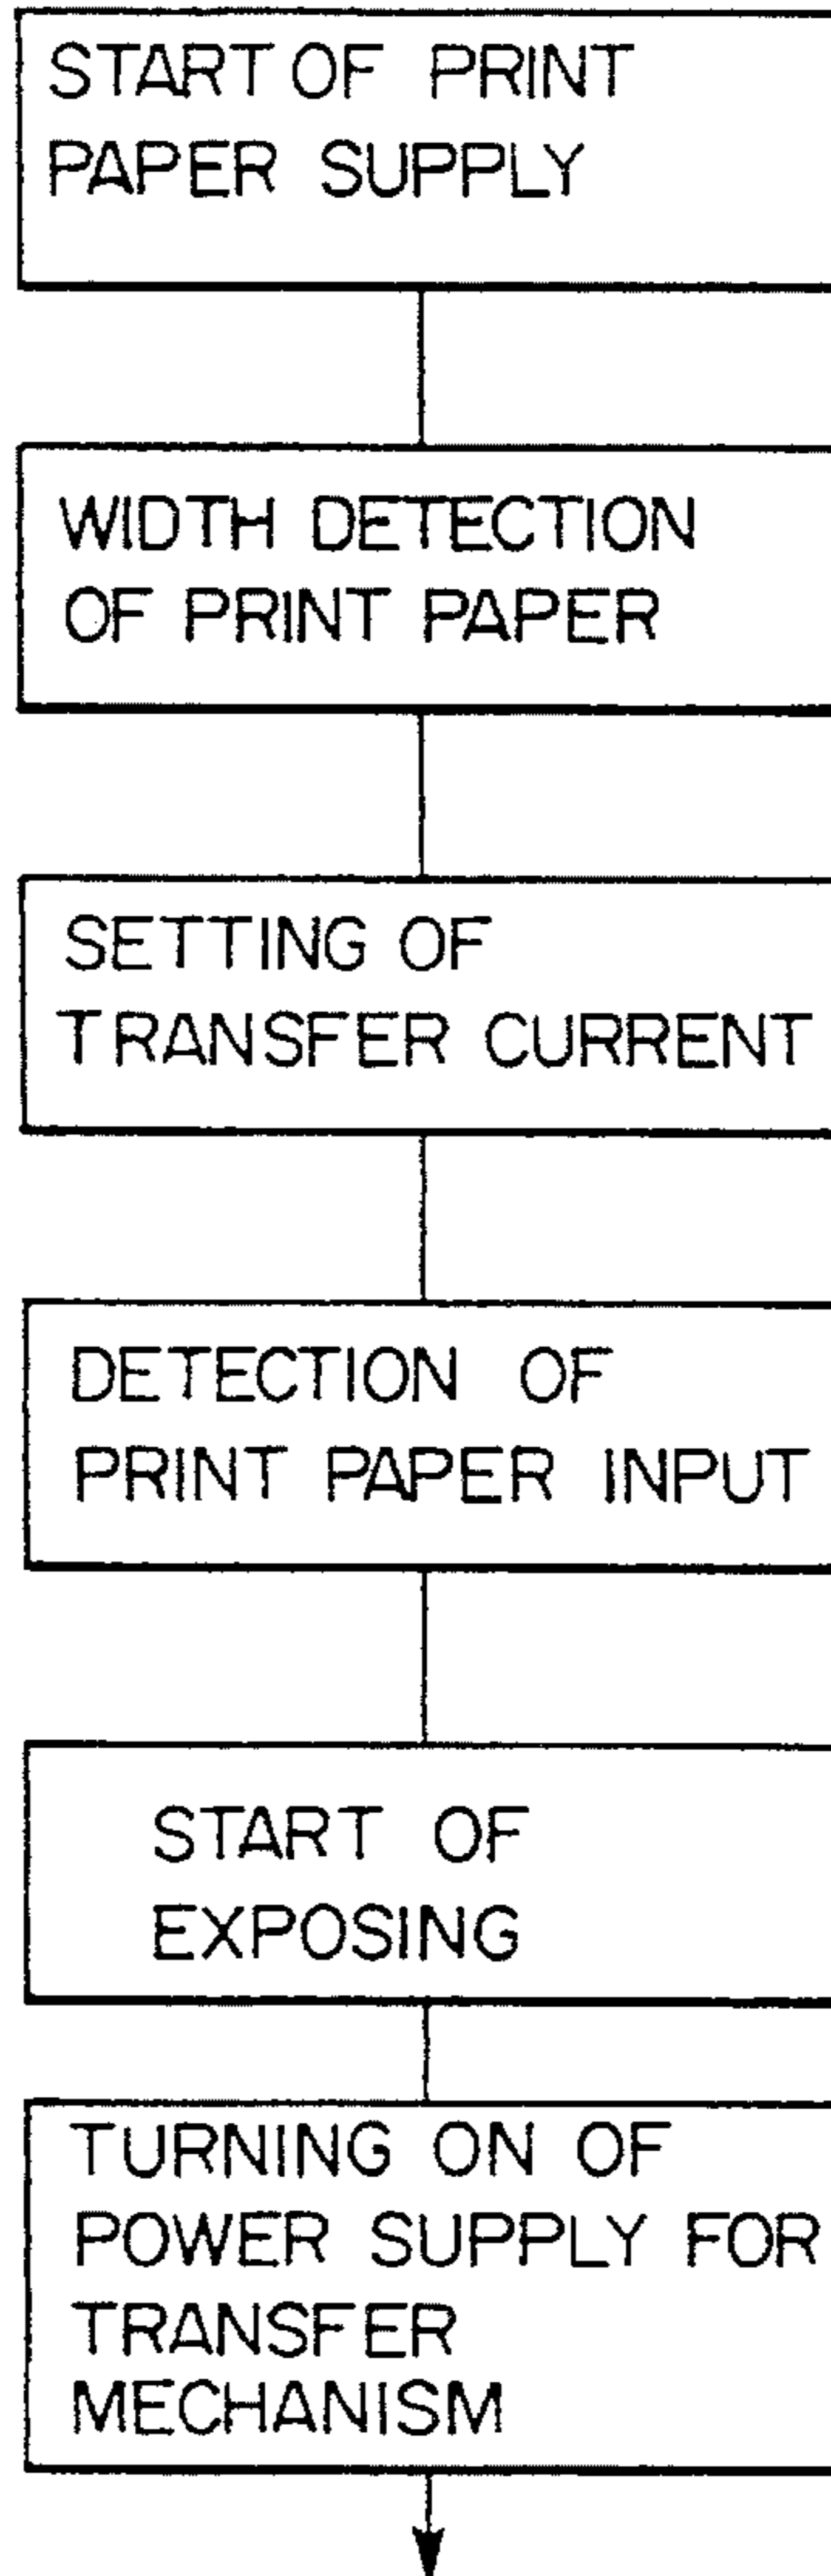 START OF PRINT
PAPER SUPPLY
WIDTH DETECTION
OF PRINT PAPER
SETTING OF
TRANSFER CURRENT
DETECTION OF
PRINT PAPER INPUT
START OF
EXPOSING
TURNING ON OF
POWER SUPPLY FOR
TRANSFER
MECHANISM